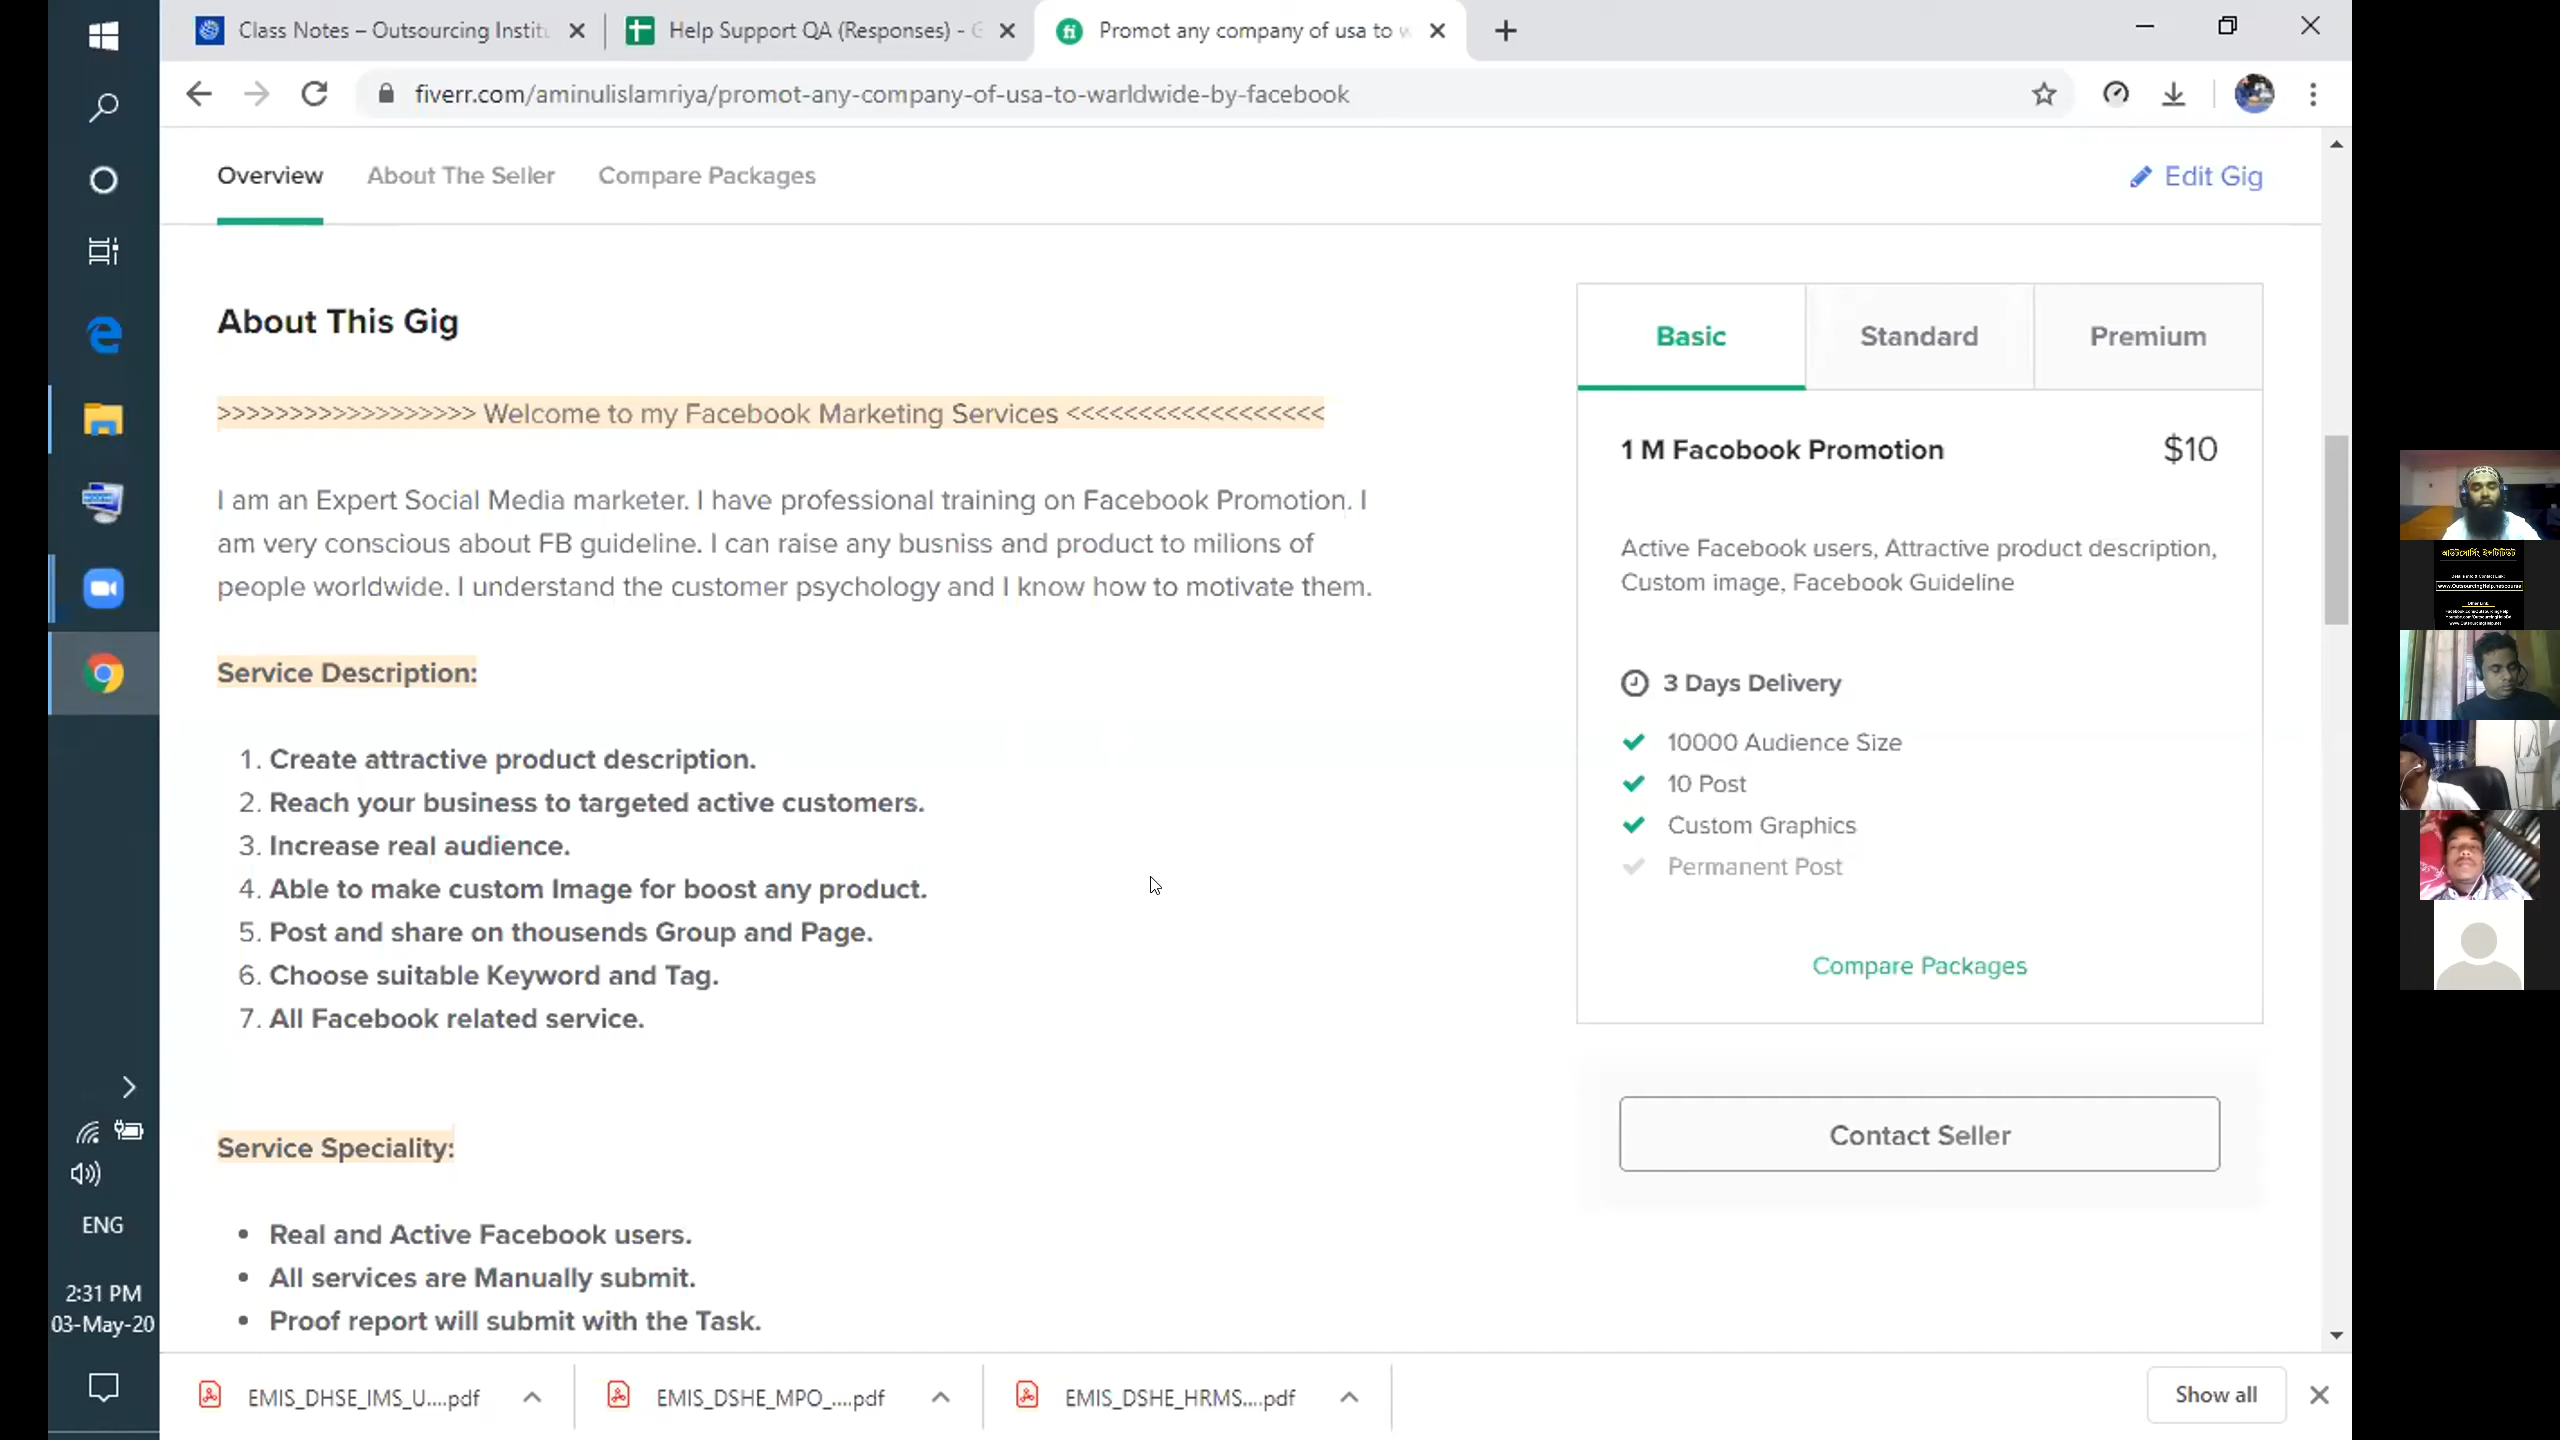 Class Notes – Outsourcing Institu
Help Support QA (Responses) - G
Promot any company of usa to w
fiverr.com/aminulislamriya/promot-any-company-of-usa-to-warldwide-by-facebook
Overview
About The Seller
Compare Packages
Edit Gig
About This Gig
>>>>>>>>>>>>>>>>>> Welcome to my Facebook Marketing Services <<<<<<<<<<<<<<<<<<
I am an Expert Social Media marketer. I have professional training on Facebook Promotion. I
am very conscious about FB guideline. I can raise any busniss and product to milions of
people worldwide. I understand the customer psychology and I know how to motivate them.
Service Description:
1. Create attractive product description.
2. Reach your business to targeted active customers.
3. Increase real audience.
4. Able to make custom Image for boost any product.
5. Post and share on thousends Group and Page.
6. Choose suitable Keyword and Tag.
7. All Facebook related service.
Service Speciality:
• Real and Active Facebook users.
• All services are Manually submit.
• Proof report will submit with the Task.
Basic
Standard
Premium
1 M Facobook Promotion
$10
Active Facebook users, Attractive product description,
Custom image, Facebook Guideline
3 Days Delivery
10000 Audience Size
10 Post
Custom Graphics
Permanent Post
Compare Packages
Contact Seller
ENG
2:31 PM
03-May-20
EMIS_DHSE_IMS_U....pdf
EMIS_DSHE_MPO_....pdf
EMIS_DSHE_HRMS....pdf
Show all